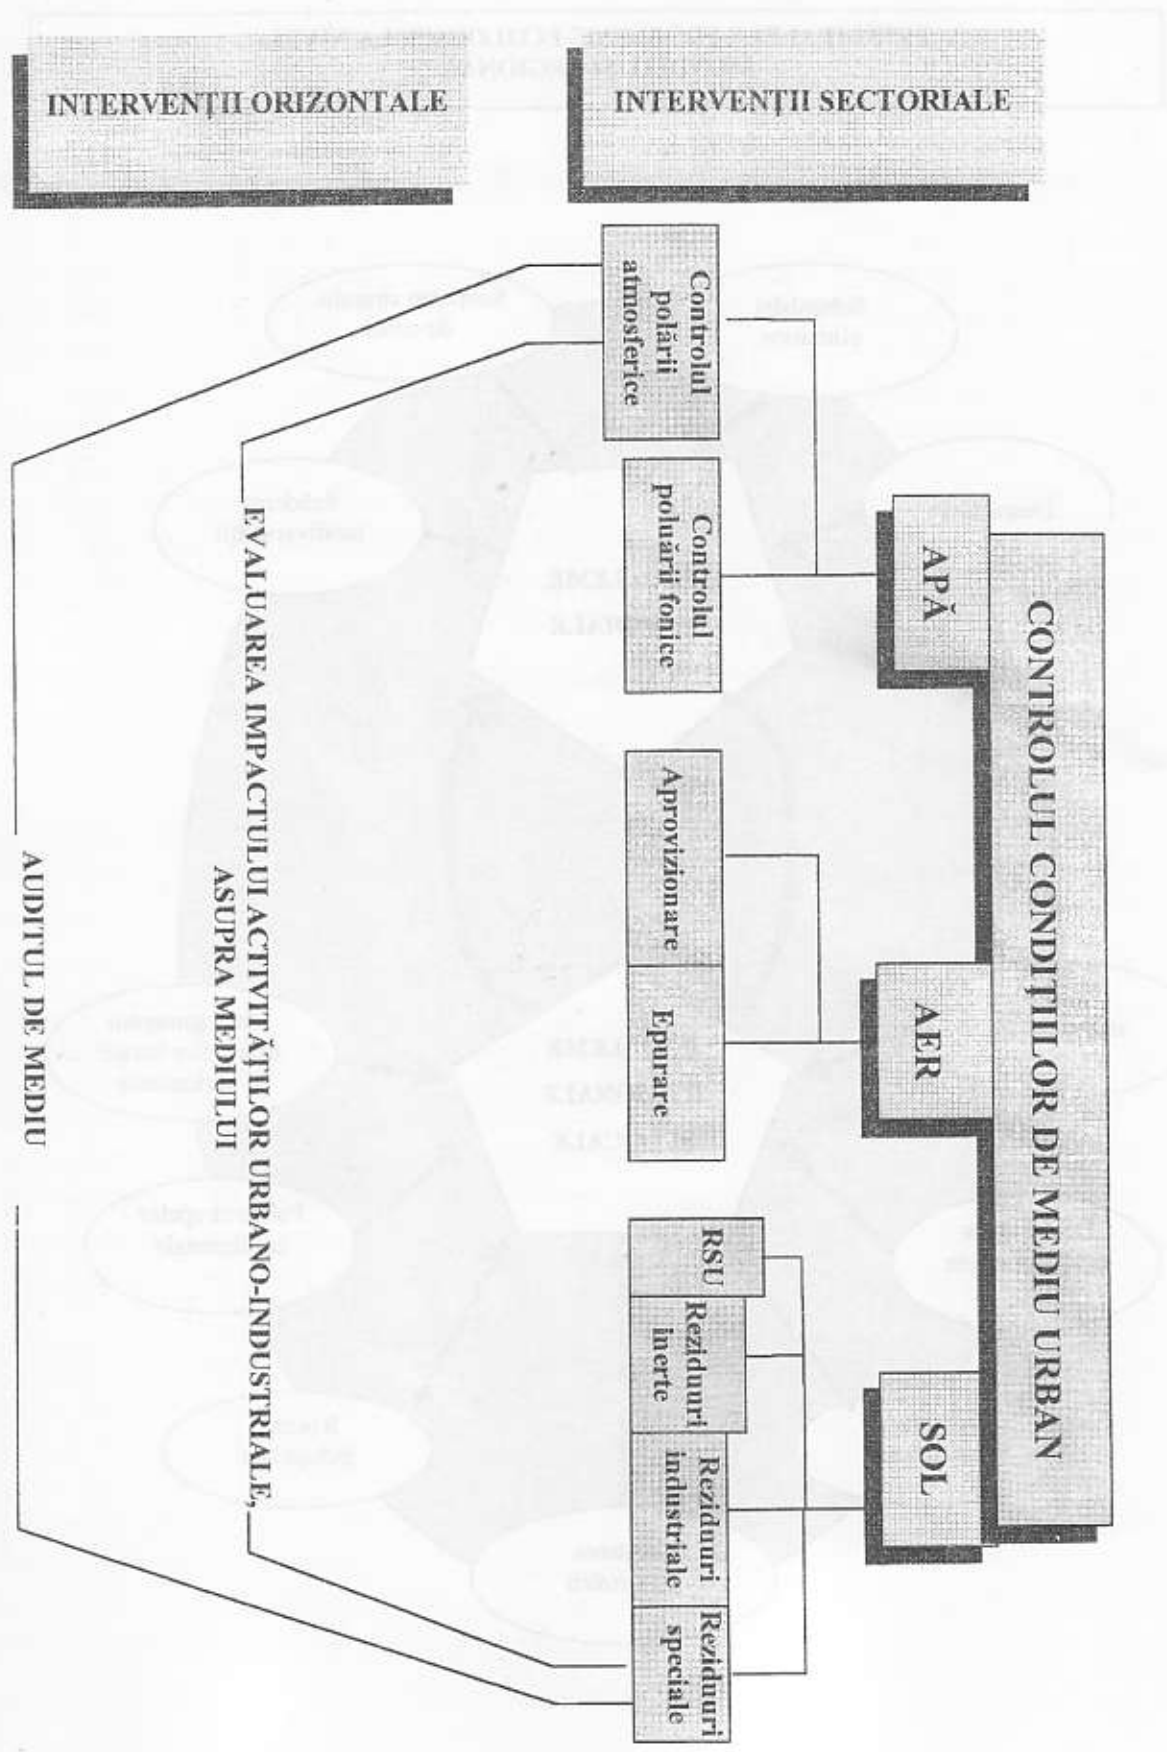 CONTROLUL CONDIȚIILOR DE MEDIU URBAN
APĂ
AER
SOL
INTERVENȚII SECTORIALE
Controlul
polării
atmosferice
Controlul
poluării fonice
Aprovizionare
Epurare
RSU
Reziduuri
inerte
Reziduuri
industriale
Reziduuri
speciale
INTERVENȚII ORIZONTALE
EVALUAREA IMPACTULUI ACTIVITĂȚILOR URBANO-INDUSTRIALE,
ASUPRA MEDIULUI
AUDITUL DE MEDIU